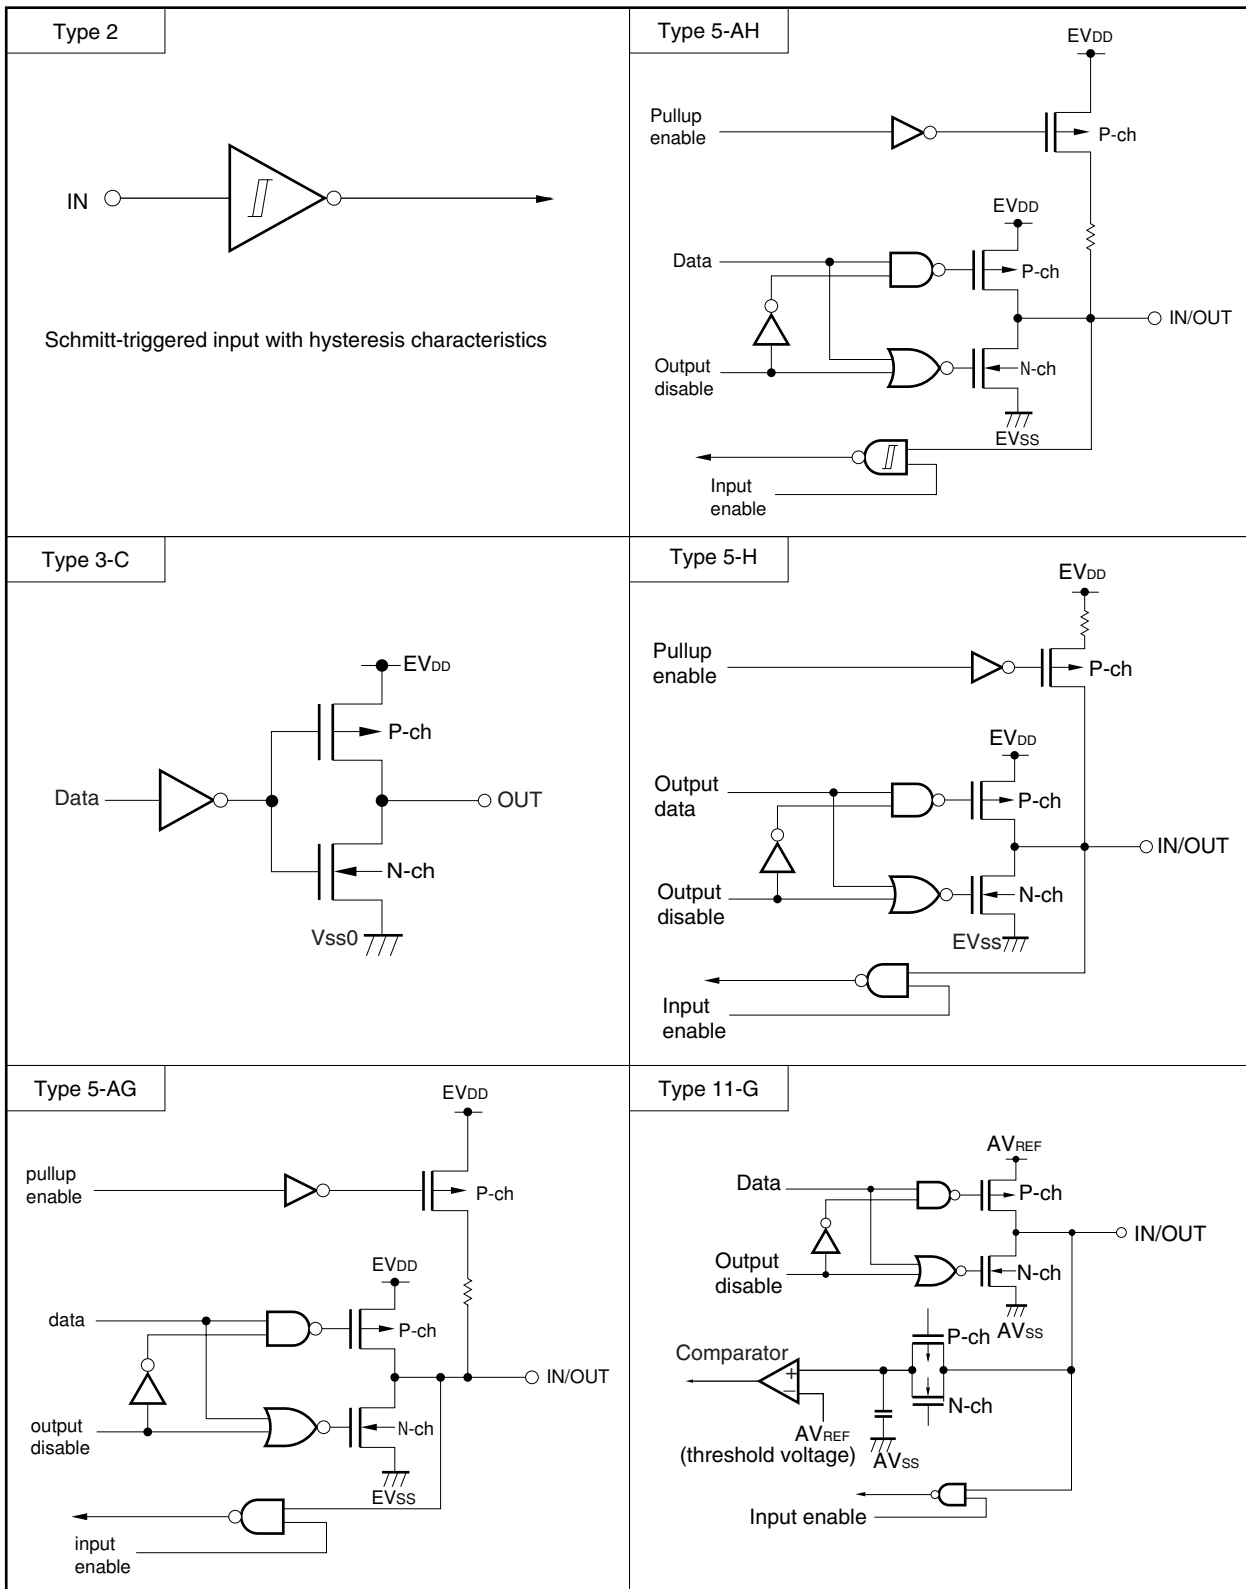 Type 2
IN
Schmitt-triggered input with hysteresis characteristics
Type 5-AH
EVDD
Pullup
enable
P-ch
EVDD
Data
P-ch
IN/OUT
Output
disable
N-ch
EVSS
Input
enable
Type 3-C
EVDD
P-ch
Data
OUT
N-ch
VSS0
Type 5-H
EVDD
Pullup
enable
P-ch
EVDD
Output
data
P-ch
IN/OUT
Output
disable
N-ch
EVSS
Input
enable
Type 5-AG
EVDD
pullup
enable
P-ch
EVDD
data
P-ch
IN/OUT
output
disable
N-ch
EVSS
input
enable
Type 11-G
AVREF
Data
P-ch
IN/OUT
Output
disable
N-ch
AVSS
P-ch
Comparator
+
−
N-ch
AVREF
(threshold voltage)
AVSS
Input enable